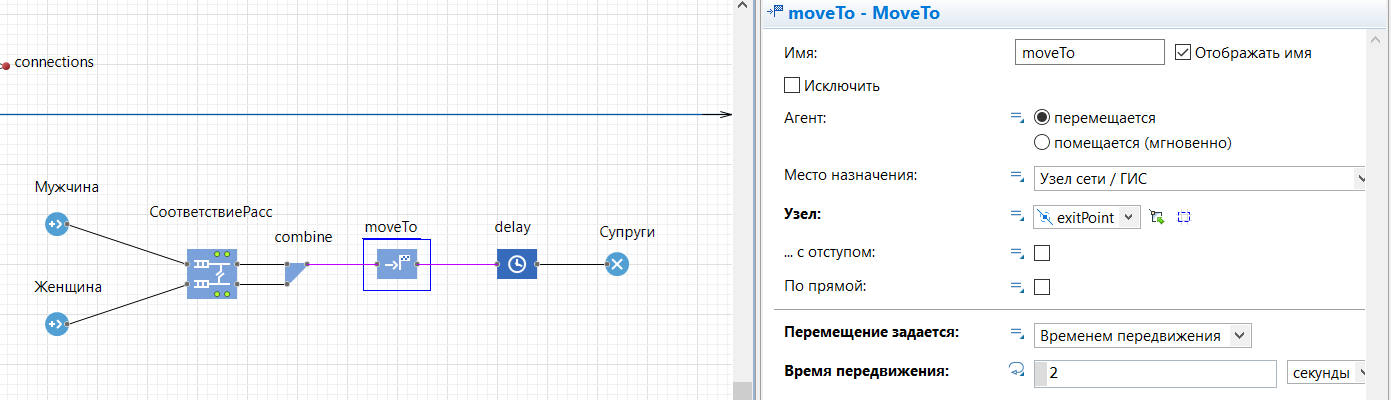 connections
Мужчина
СоответствиеРасс
combine
moveTo
delay
Супруги
Женщина
moveTo - MoveTo
Имя:
moveTo
Отображать имя
Исключить
Агент:
перемещается
помещается (мгновенно)
Место назначения:
Узел сети / ГИС
Узел:
exitPoint
... с отступом:
По прямой:
Перемещение задается:
Временем передвижения
Время передвижения:
2
секунды